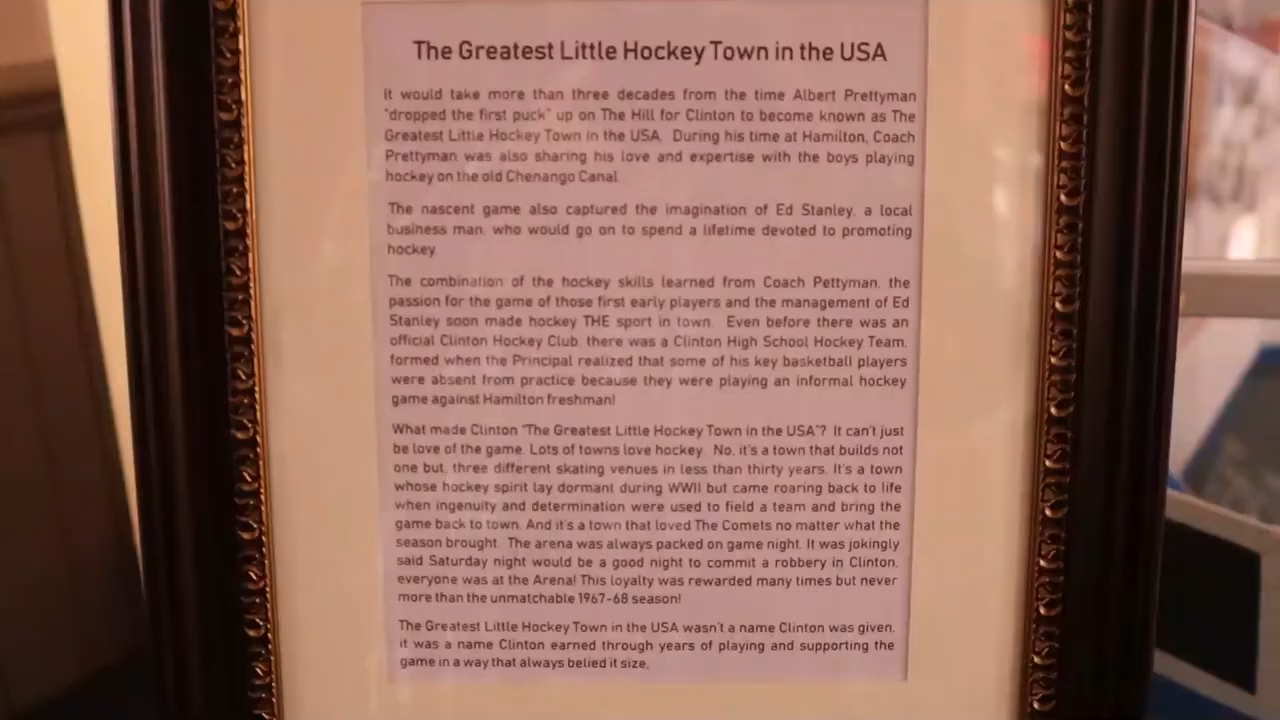 The Greatest Little Hockey Town in the USA
It would take more than three decades from the time Albert Prettyman
"dropped the first puck" up on The Hill for Clinton to become known as The
Greatest Little Hockey Town in the USA. During his time at Hamilton, Coach
Prettyman was also sharing his love and expertise with the boys playing
hockey on the old Chenango Canal.
The nascent game also captured the imagination of Ed Stanley, a local
business man, who would go on to spend a lifetime devoted to promoting
hockey.
The combination of the hockey skills learned from Coach Pettyman, the
passion for the game of those first early players and the management of Ed
Stanley soon made hockey THE sport in town. Even before there was an
official Clinton Hockey Club, there was a Clinton High School Hockey Team,
formed when the Principal realized that some of his key basketball players
were absent from practice because they were playing an informal hockey
game against Hamilton freshman!
What made Clinton "The Greatest Little Hockey Town in the USA"? It can't just
be love of the game. Lots of towns love hockey. No, it's a town that builds not
one but, three different skating venues in less than thirty years. It's a town
whose hockey spirit lay dormant during WWII but came roaring back to life
when ingenuity and determination were used to field a team and bring the
game back to town. And it's a town that loved The Comets no matter what the
season brought. The arena was always packed on game night. It was jokingly
said Saturday night would be a good night to commit a robbery in Clinton,
everyone was at the Arena! This loyalty was rewarded many times but never
more than the unmatchable 1967-68 season!
The Greatest Little Hockey Town in the USA wasn't a name Clinton was given,
it was a name Clinton earned through years of playing and supporting the
game in a way that always belied it size.